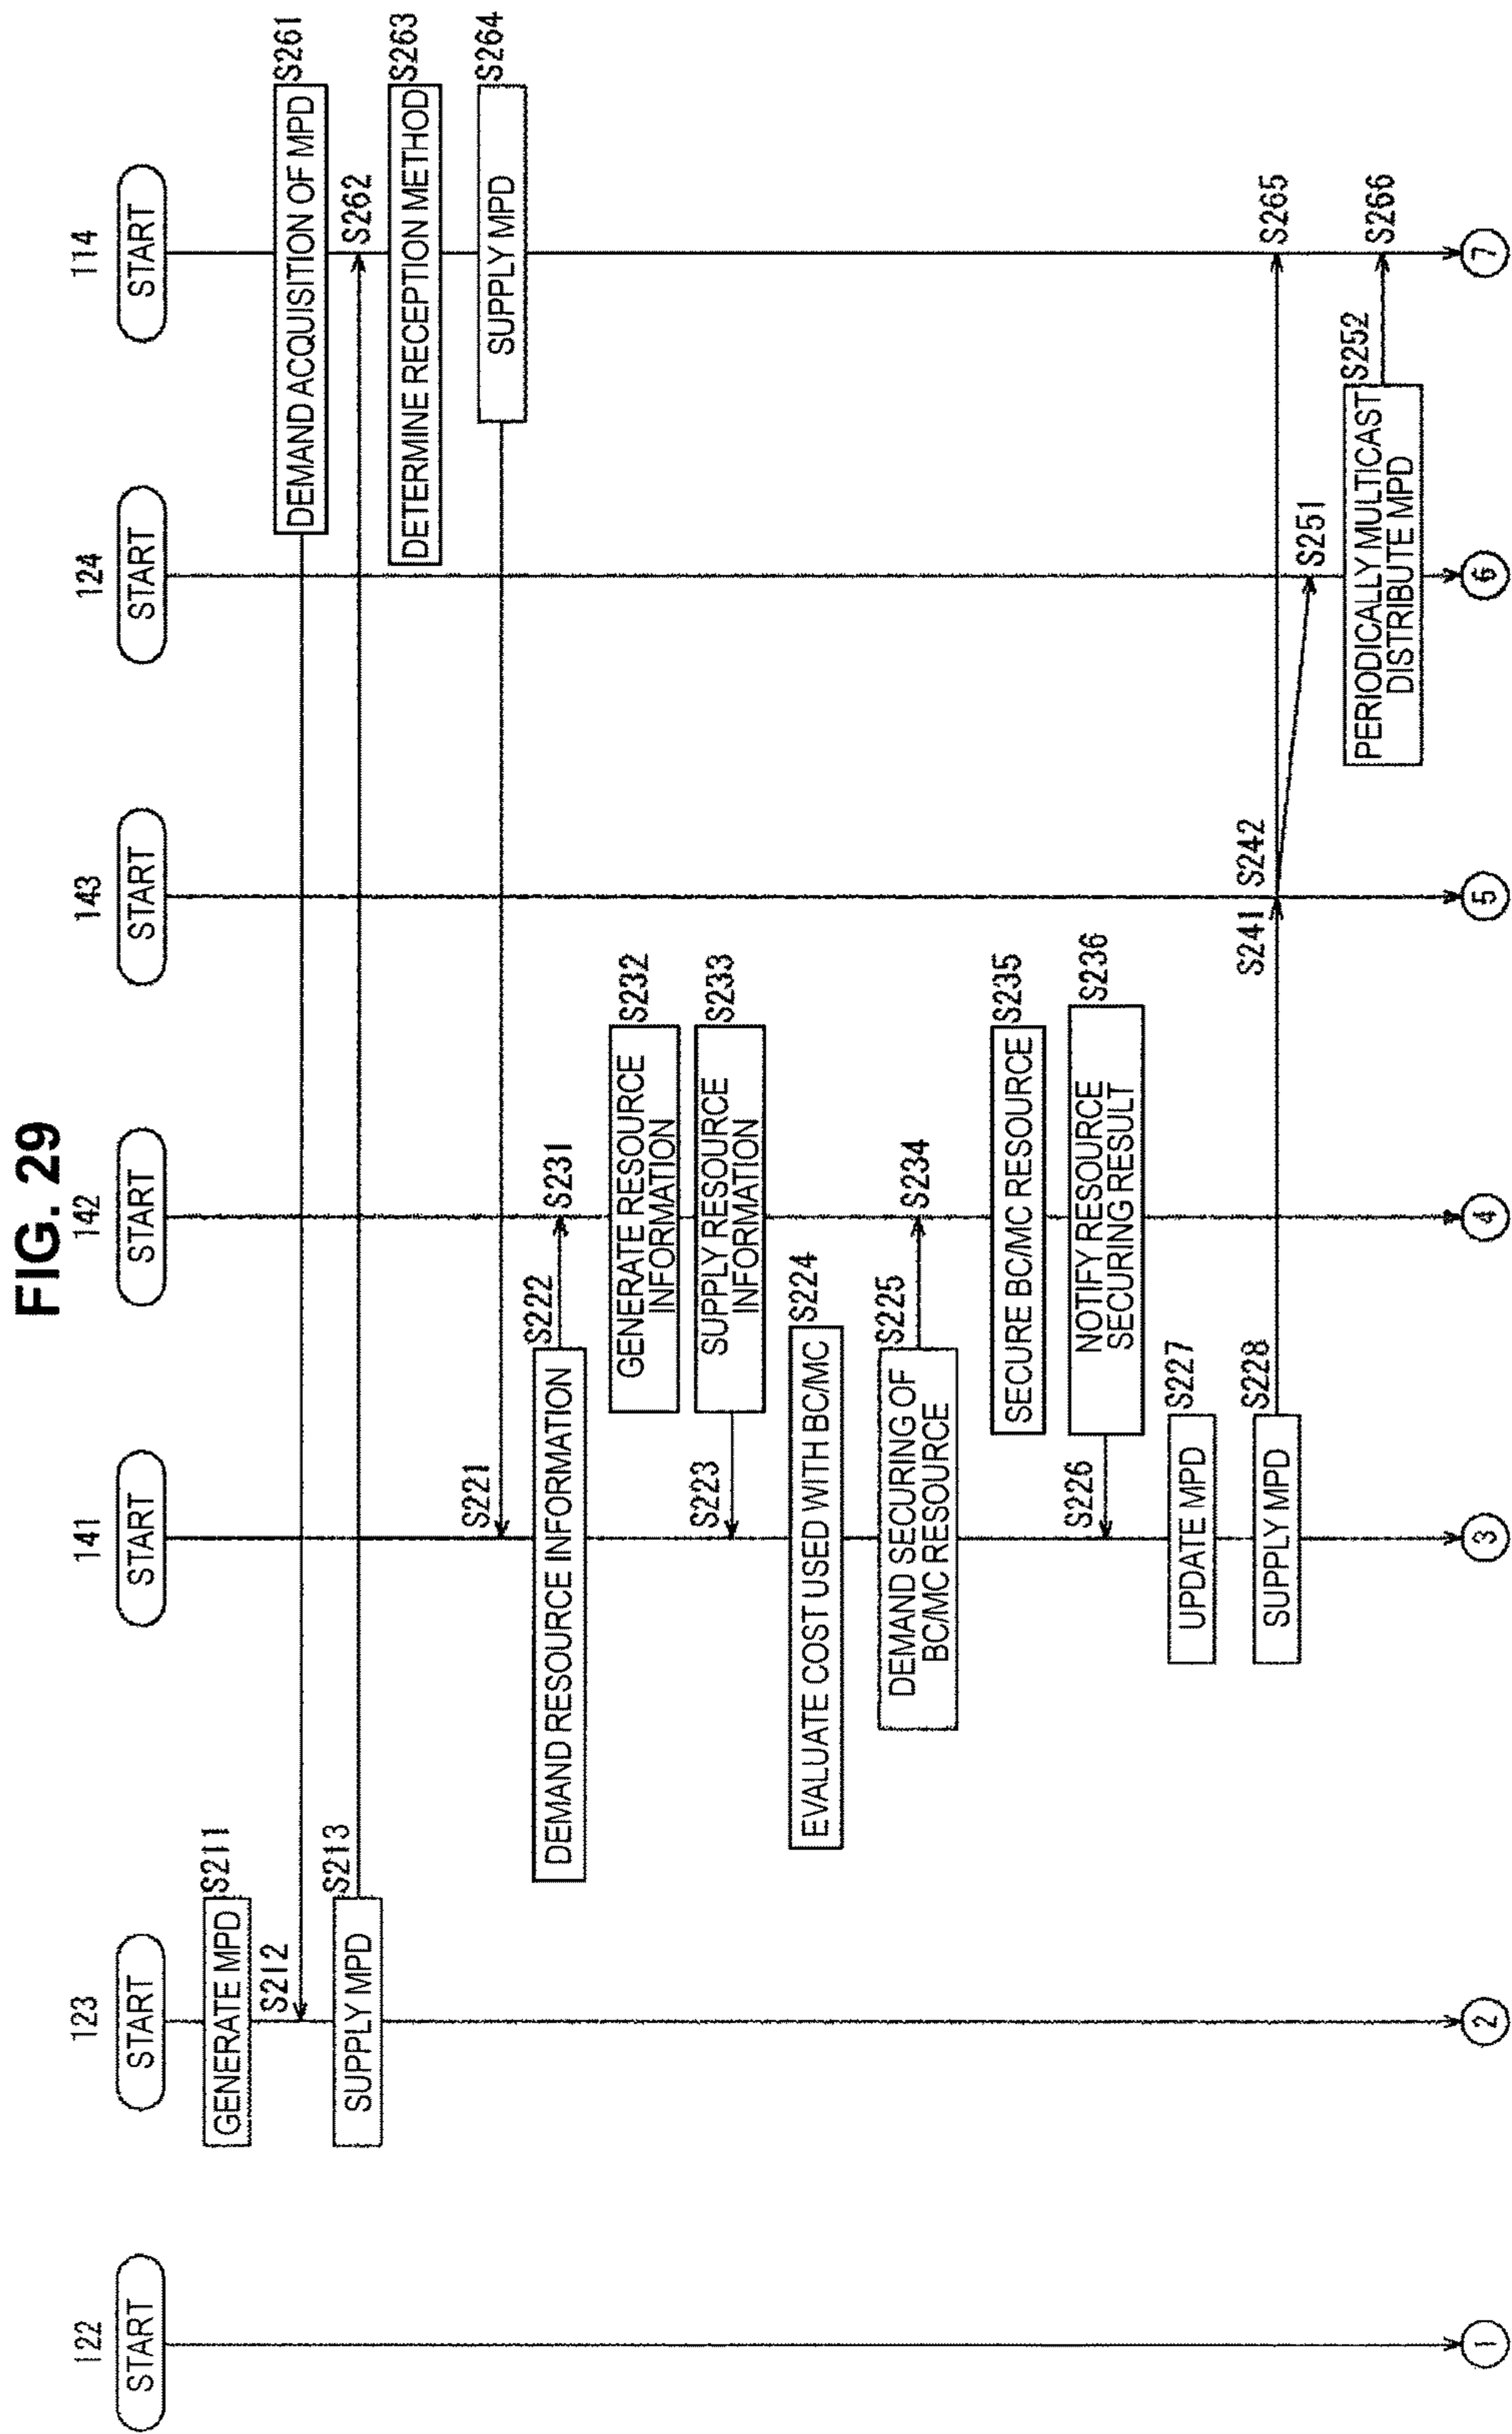 FIG. 29
122
123
141
142
143
124
114
START
START
START
START
START
START
START
GENERATE MPD
S211
S212
DEMAND ACQUISITION OF MPD
S261
SUPPLY MPD
S213
S262
DETERMINE RECEPTION METHOD
S263
S221
SUPPLY MPD
S264
DEMAND RESOURCE INFORMATION
S222
S231
GENERATE RESOURCE
INFORMATION
S232
S223
SUPPLY RESOURCE
INFORMATION
S233
EVALUATE COST USED WITH BC/MC
S224
DEMAND SECURING OF
BC/MC RESOURCE
S225
S234
SECURE BC/MC RESOURCE
S235
S226
NOTIFY RESOURCE
SECURING RESULT
S236
UPDATE MPD
S227
SUPPLY MPD
S228
S241
S242
S265
S251
PERIODICALLY MULTICAST
DISTRIBUTE MPD
S252
S266
1
2
3
4
5
6
7